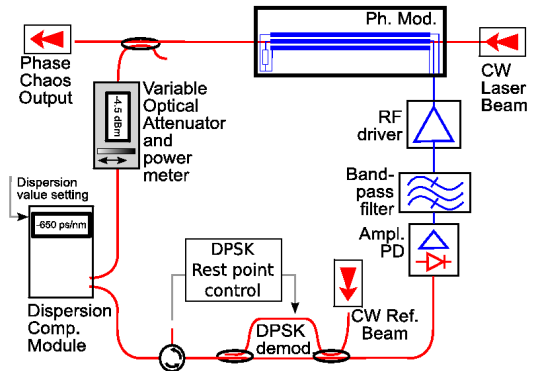 Ph. Mod.
Phase
Chaos
Output
CW
Laser
Beam
-4.5 dBm
Variable
Optical
Attenuator
and
power
meter
RF
driver
Band-
pass
filter
Dispersion
value setting
-650 ps/nm
Ampl.
PD
DPSK
Rest point
control
Dispersion
Comp.
Module
DPSK
demod
CW Ref.
Beam